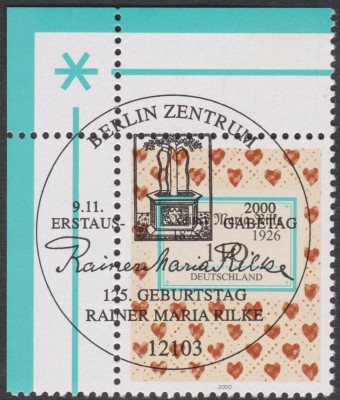 BERLIN ZENTRUM
9.11. 2000
ERSTAUS- GABETAG
1926
Rainer Maria Rilke
110
DEUTSCHLAND
125. GEBURTSTAG
RAINER MARIA RILKE
12103
2000